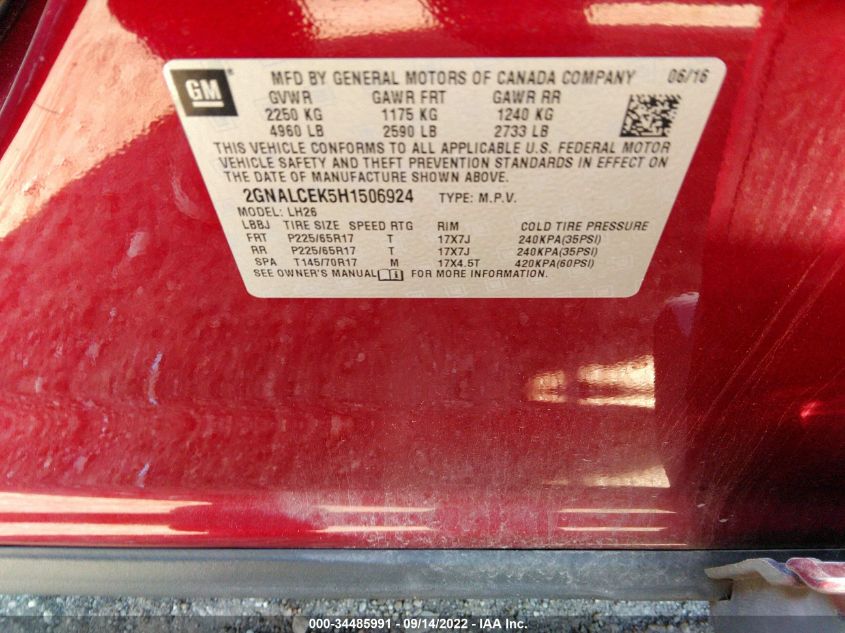 GM ® MFD BY GENERAL MOTORS OF CANADA COMPANY 06/16
GVWR GAWR FRT GAWR RR
2250 KG 1175 KG 1240 KG
4960 LB 2590 LB 2733 LB
THIS VEHICLE CONFORMS TO ALL APPLICABLE U.S. FEDERAL MOTOR
VEHICLE SAFETY AND THEFT PREVENTION STANDARDS IN EFFECT ON
THE DATE OF MANUFACTURE SHOWN ABOVE.
2GNALCEK5H1506924 TYPE: M.P.V.
MODEL: LH26
LBBJ TIRE SIZE SPEED RTG RIM COLD TIRE PRESSURE
FRT P225/65R17 T 17X7J 240KPA(35PSI)
RR P225/65R17 T 17X7J 240KPA(35PSI)
SPA T145/70R17 M 17X4.5T 420KPA(60PSI)
SEE OWNER'S MANUAL FOR MORE INFORMATION.
000-34485991 - 09/14/2022 - IAA Inc.